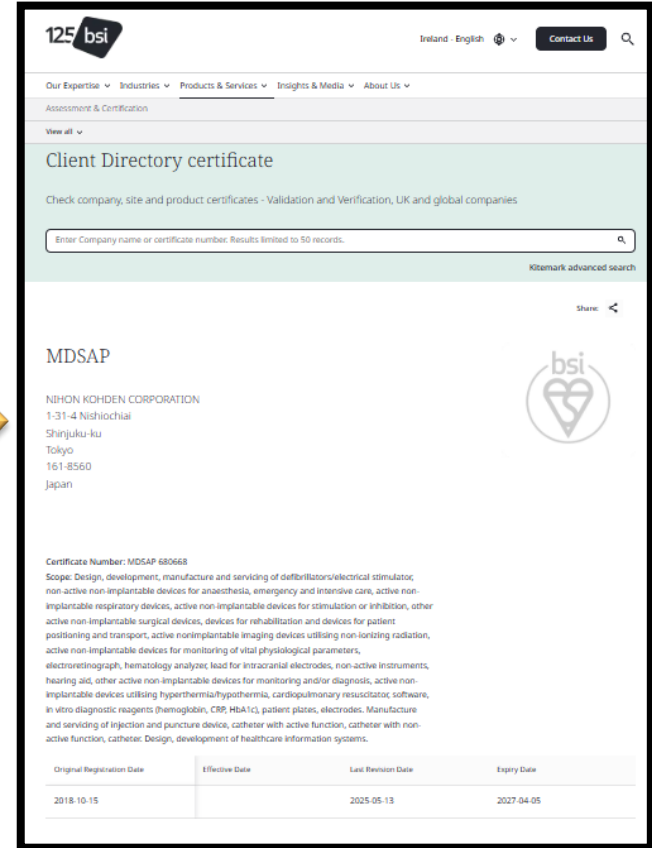 125 bsi
Ireland - English
Contact Us
Our Expertise Industries Products & Services Insights & Media About Us
Assessment & Certification
View all
Client Directory certificate
Check company, site and product certificates - Validation and Verification, UK and global companies
Enter Company name or certificate number. Results limited to 50 records.
Kitemark advanced search
Share:
MDSAP
bsi
NIHON KOHDEN CORPORATION
1-31-4 Nishiochiai
Shinjuku-ku
Tokyo
161-8560
Japan
Certificate Number: MDSAP 680668
Scope: Design, development, manufacture and servicing of defibrillators/electrical stimulator,
non-active non-implantable devices for anaesthesia, emergency and intensive care, active non-
implantable respiratory devices, active non-implantable devices for stimulation or inhibition, other
active non-implantable surgical devices, devices for rehabilitation and devices for patient
positioning and transport, active nonimplantable imaging devices utilising non-ionizing radiation,
active non-implantable devices for monitoring of vital physiological parameters,
electroretinograph, hematology analyzer, lead for intracranial electrodes, non-active instruments,
hearing aid, other active non-implantable devices for monitoring and/or diagnosis, active non-
implantable devices utilising hyperthermia/hypothermia, cardiopulmonary resuscitator, software,
in vitro diagnostic reagents (hemoglobin, CRP, HbA1c), patient plates, electrodes. Manufacture
and servicing of injection and puncture device, catheter with active function, catheter with non-
active function, catheter. Design, development of healthcare information systems.
Original Registration Date Effective Date Last Revision Date Expiry Date
2018-10-15 2025-05-13 2027-04-05